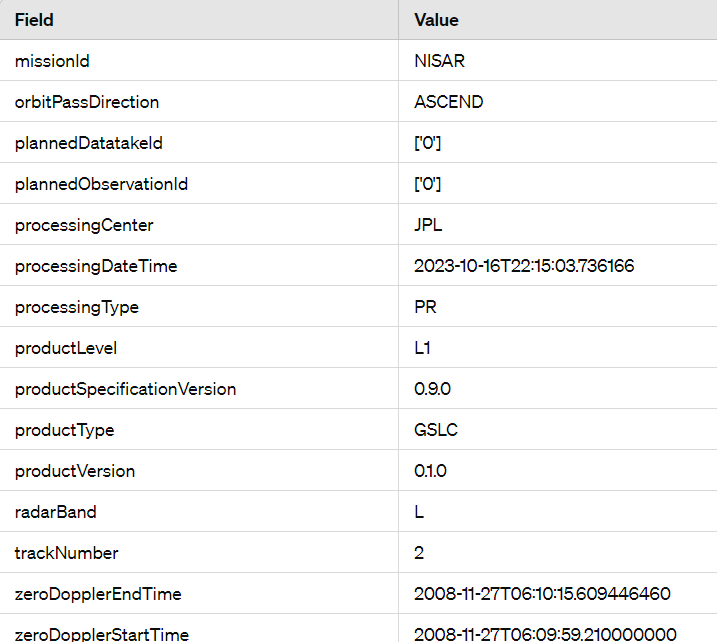 Field Value
missionId NISAR
orbitPassDirection ASCEND
plannedDatatakeId ['0']
plannedObservationId ['0']
processingCenter JPL
processingDateTime 2023-10-16T22:15:03.736166
processingType PR
productLevel L1
productSpecificationVersion 0.9.0
productType GSLC
productVersion 0.1.0
radarBand L
trackNumber 2
zeroDopplerEndTime 2008-11-27T06:10:15.609446460
zeroDopplerStartTime 2008-11-27T06:09:59.210000000